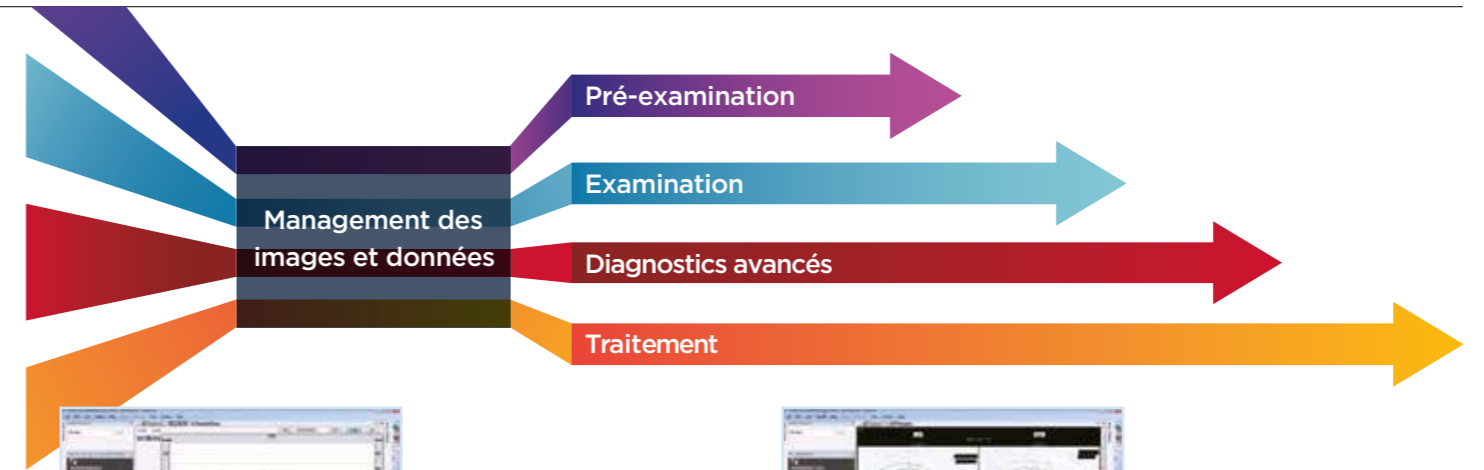 Pré-examination
Examination
Management des
images et données
Diagnostics avancés
Traitement